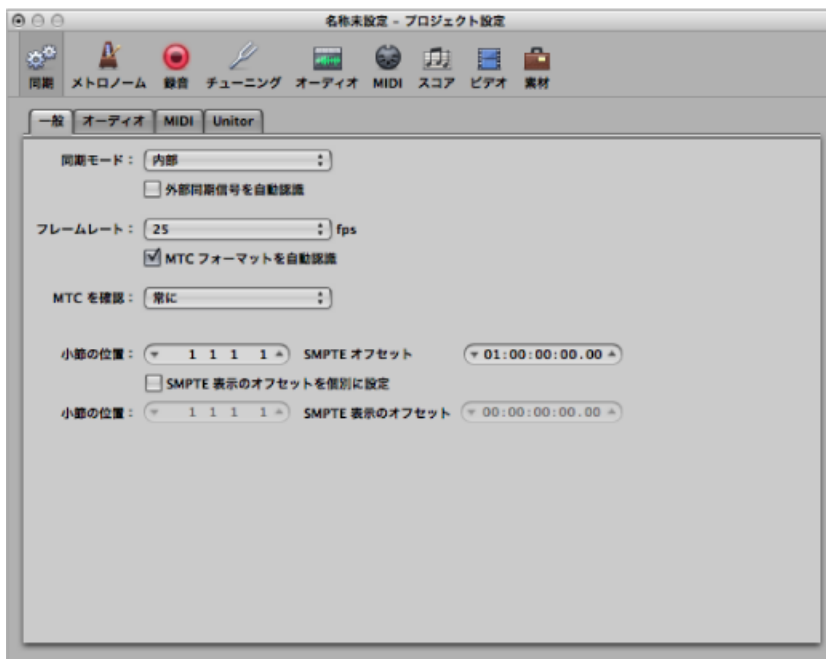 名称未設定 – プロジェクト設定
同期 メトロノーム 録音 チューニング オーディオ MIDI スコア ビデオ 素材
一般 オーディオ MIDI Unitor
同期モード： 内部
外部同期信号を自動認識
フレームレート： 25 fps
MTC フォーマットを自動認識
MTC を確認： 常に
小節の位置： 1 1 1 1 SMPTE オフセット 01:00:00:00.00
SMPTE 表示のオフセットを個別に設定
小節の位置： 1 1 1 1 SMPTE 表示のオフセット 00:00:00:00.00